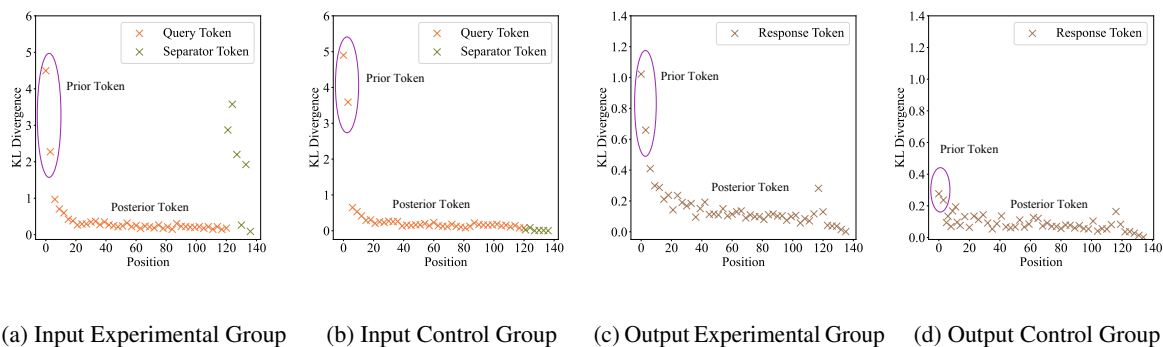 6
5
4
3
2
1
0
KL Divergence
0 20 40 60 80 100 120 140
Position
Query Token
Separator Token
Prior Token
Posterior Token
(a) Input Experimental Group
6
5
4
3
2
1
0
KL Divergence
0 20 40 60 80 100 120 140
Position
Query Token
Separator Token
Prior Token
Posterior Token
(b) Input Control Group
1.4
1.2
1.0
0.8
0.6
0.4
0.2
0.0
KL Divergence
0 20 40 60 80 100 120 140
Position
Response Token
Prior Token
Posterior Token
(c) Output Experimental Group
1.4
1.2
1.0
0.8
0.6
0.4
0.2
0.0
KL Divergence
0 20 40 60 80 100 120 140
Position
Response Token
Prior Token
Posterior Token
(d) Output Control Group